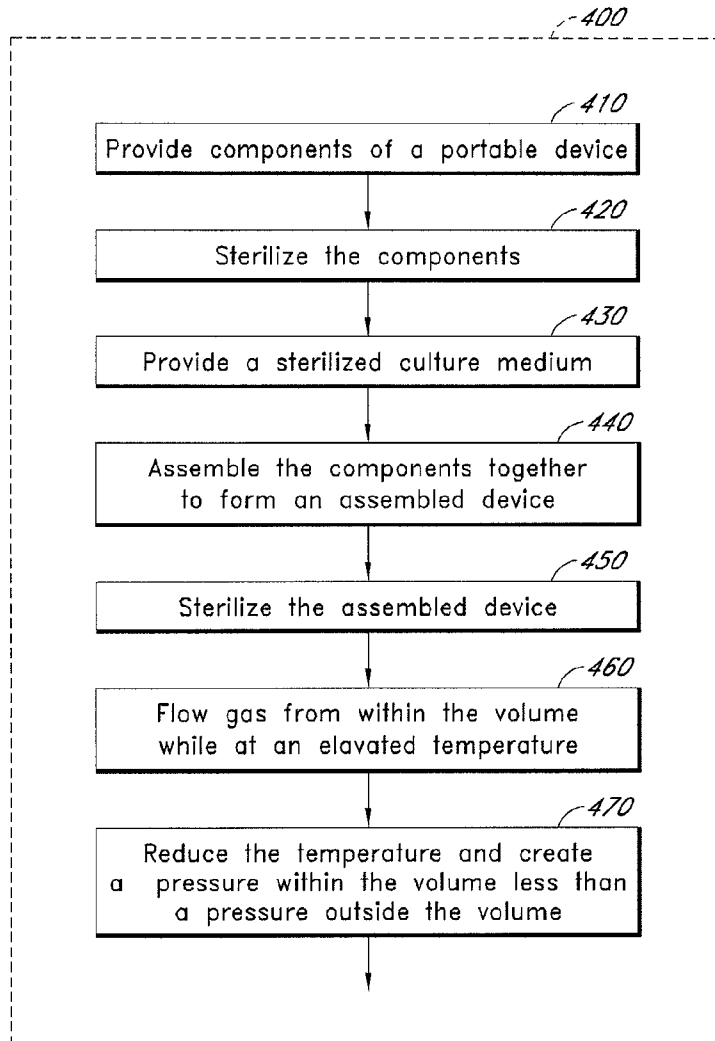 400
410
Provide components of a portable device
420
Sterilize the components
430
Provide a sterilized culture medium
440
Assemble the components together
to form an assembled device
450
Sterilize the assembled device
460
Flow gas from within the volume
while at an elavated temperature
470
Reduce the temperature and create
a pressure within the volume less than
a pressure outside the volume